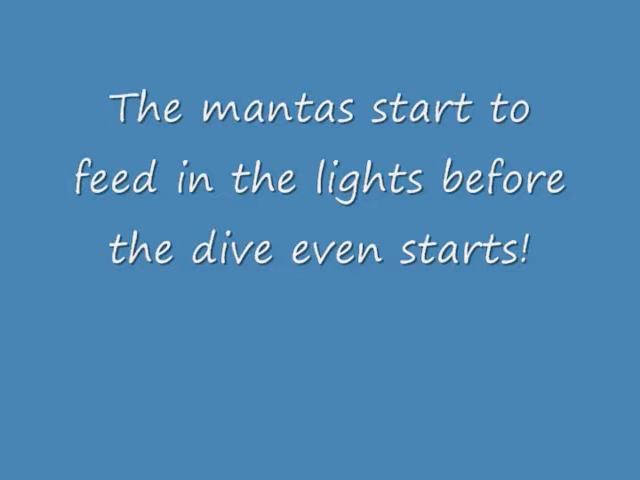 The mantas start to
feed in the lights before
the dive even starts!